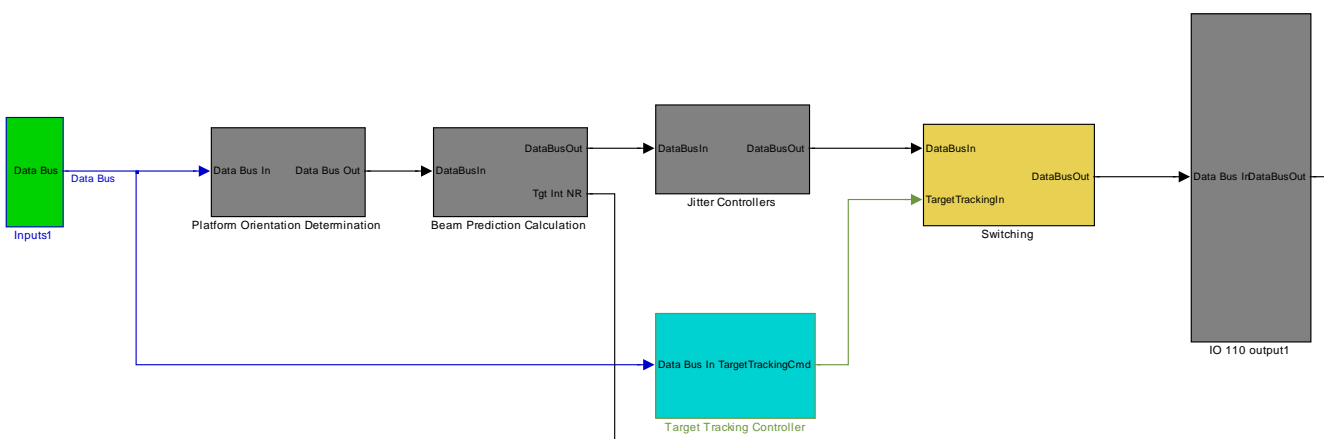 Data Bus
Inputs1
Data Bus
Data Bus In
Data Bus Out
Platform Orientation Determination
DataBusIn
DataBusOut
Tgt Int NR
Beam Prediction Calculation
DataBusIn
DataBusOut
Jitter Controllers
Data Bus In
TargetTrackingCmd
Target Tracking Controller
DataBusIn
TargetTrackingIn
DataBusOut
Switching
Data Bus In
DataBusOut
IO 110 output1